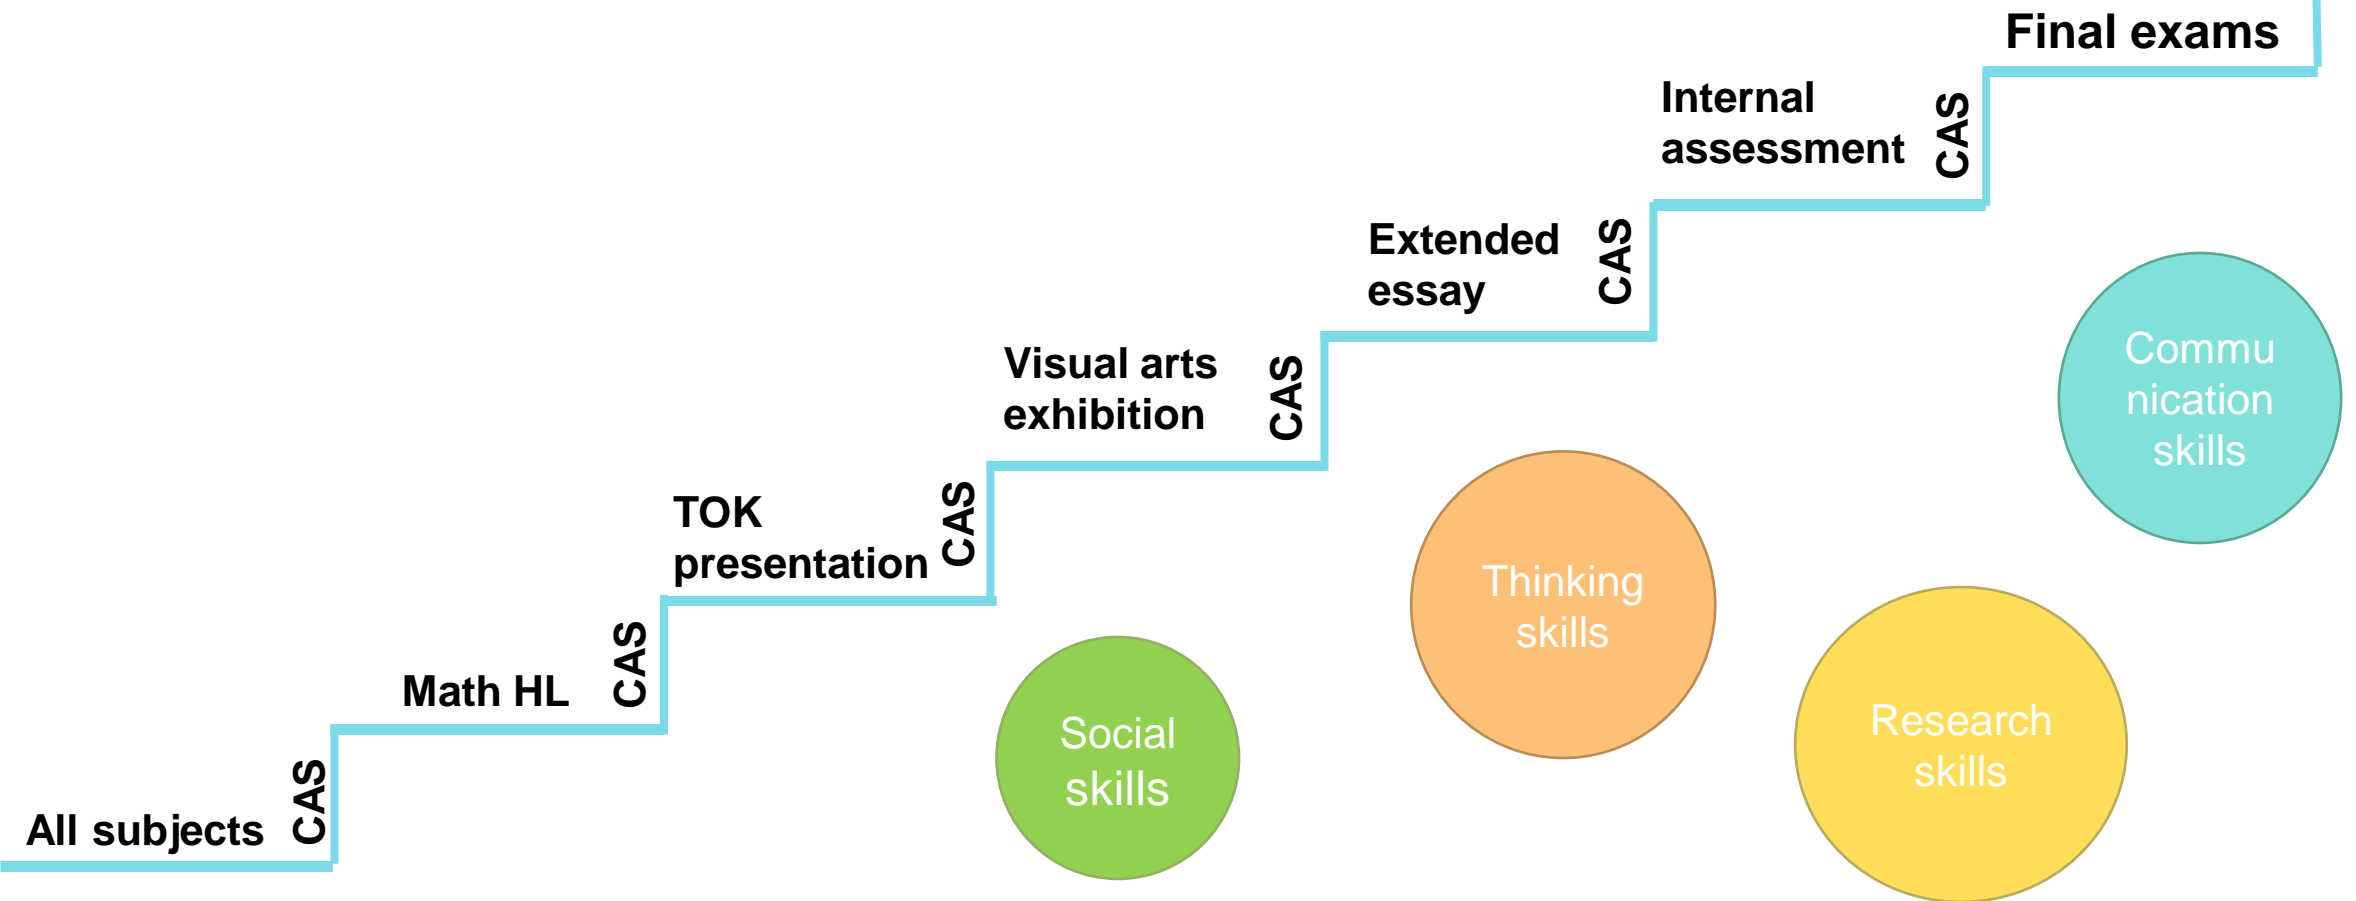 Final exams
Internal
assessment
CAS
Extended
essay
CAS
Visual arts
exhibition
CAS
TOK
presentation
CAS
Math HL
CAS
All subjects
CAS
Social
skills
Thinking
skills
Research
skills
Commu
nication
skills